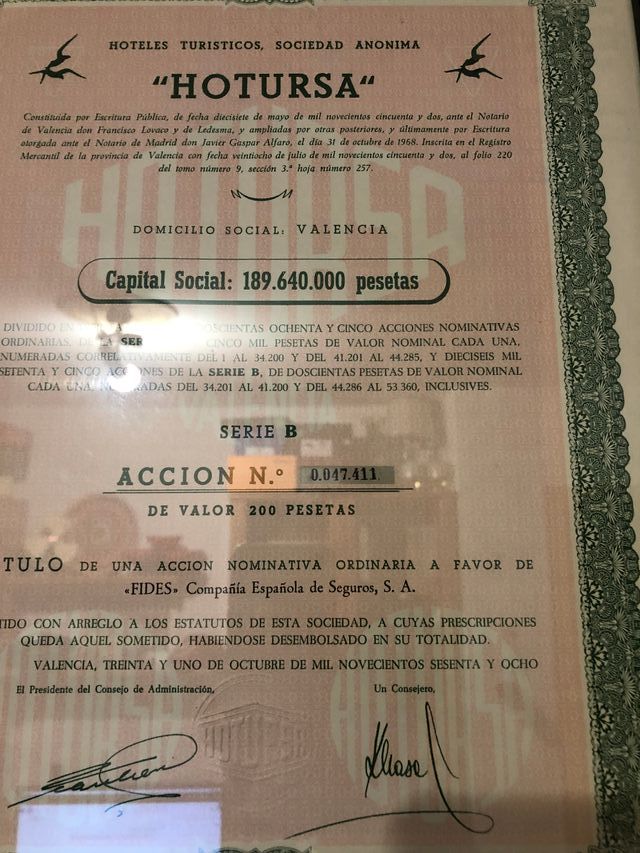 HOTELES TURISTICOS, SOCIEDAD ANONIMA
"HOTURSA"
Constituida por Escritura Pública, de fecha diecisiete de mayo de mil novecientos cincuenta y dos, ante el Notario
de Valencia don Francisco Lovaco y de Ledesma, y ampliadas por otras posteriores, y últimamente por Escritura
otorgada ante el Notario de Madrid don Javier Gaspar Alfaro, el día 31 de octubre de 1968. Inscrita en el Registro
Mercantil de la provincia de Valencia con fecha veintiocho de julio de mil novecientos cincuenta y dos, al folio 220
del tomo número 9, sección 3.ª hoja número 257.
DOMICILIO SOCIAL: VALENCIA
Capital Social: 189.640.000 pesetas
DIVIDIDO EN DOSCIENTAS OCHENTA Y CINCO ACCIONES NOMINATIVAS
ORDINARIAS, DE LA SER CINCO MIL PESETAS DE VALOR NOMINAL CADA UNA,
NUMERADAS CORRELATIVAMENTE DEL 1 AL 34.200 Y DEL 41.201 AL 44.285, Y DIECISEIS MIL
SETENTA Y CINCO ACCIONES DE LA SERIE B, DE DOSCIENTAS PESETAS DE VALOR NOMINAL
CADA UNA, NUMERADAS DEL 34.201 AL 41.200 Y DEL 44.286 AL 53.360, INCLUSIVES.
SERIE B
ACCION N.º 0.047.411
DE VALOR 200 PESETAS
TULO DE UNA ACCION NOMINATIVA ORDINARIA A FAVOR DE
«FIDES» Compañía Española de Seguros, S. A.
TIDO CON ARREGLO A LOS ESTATUTOS DE ESTA SOCIEDAD, A CUYAS PRESCRIPCIONES
QUEDA AQUEL SOMETIDO, HABIENDOSE DESEMBOLSADO EN SU TOTALIDAD.
VALENCIA, TREINTA Y UNO DE OCTUBRE DE MIL NOVECIENTOS SESENTA Y OCHO
El Presidente del Consejo de Administración,
Un Consejero,
HOTURSA